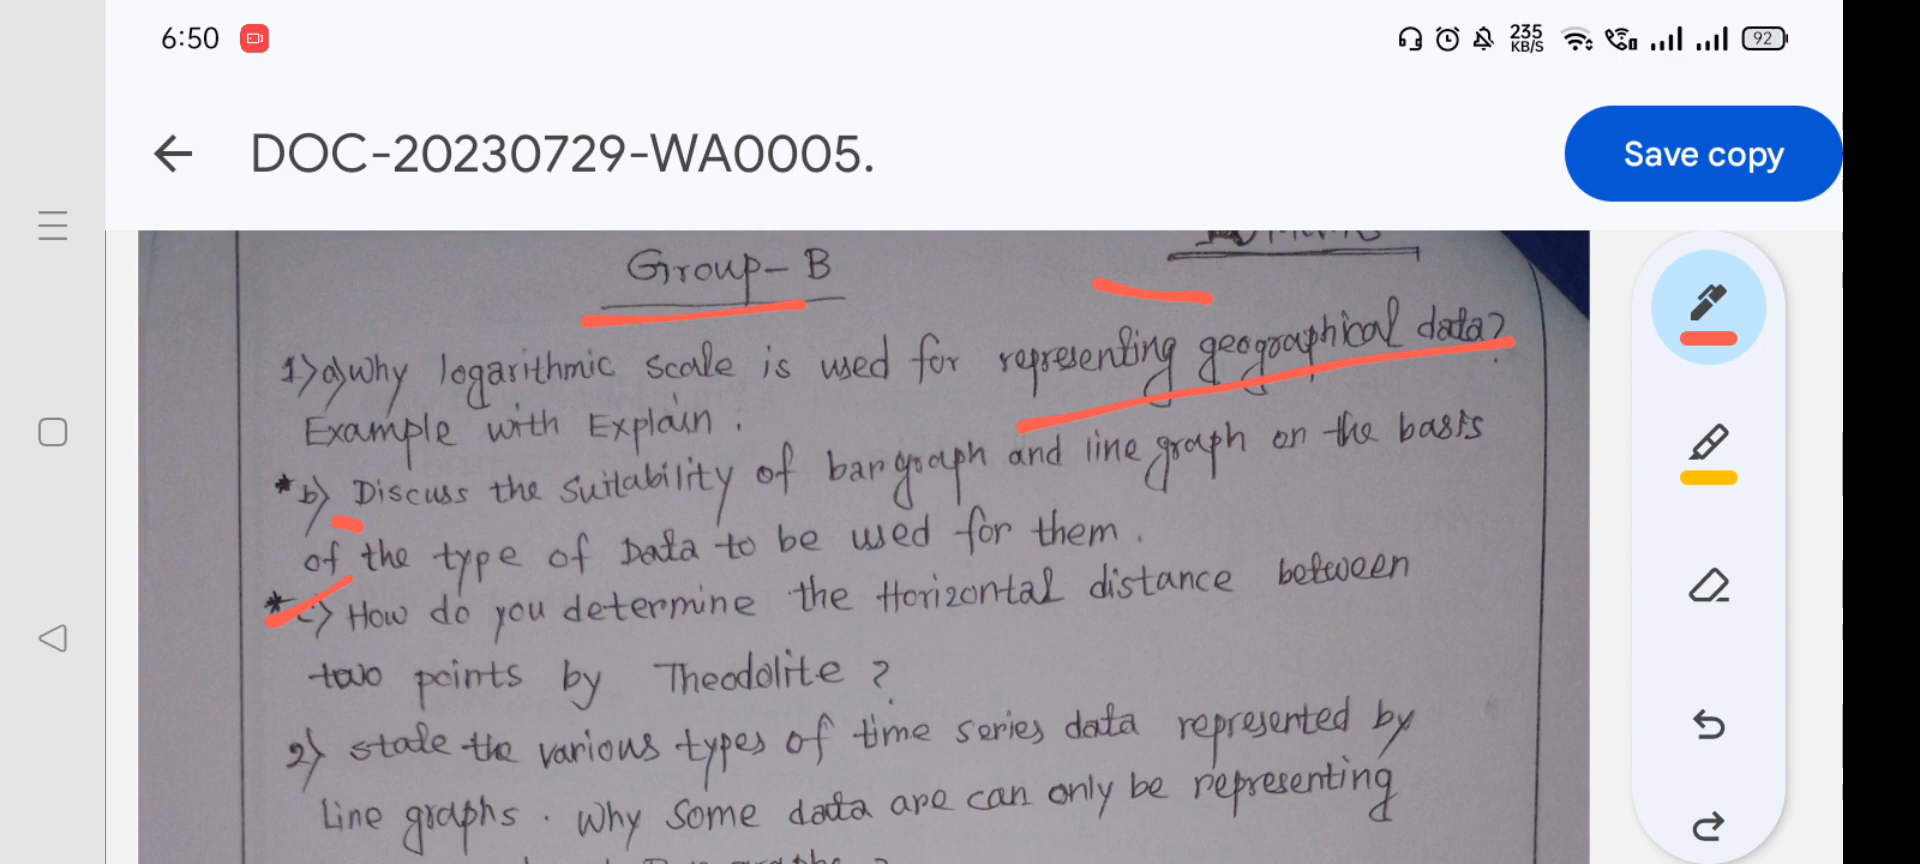 6:50
235 KB/S
92
DOC-20230729-WA0005.
Save copy
Group-B
1) a) why logarithmic scale is used for representing geographical data?
Example with Explain.
* b) Discuss the suitability of bar graph and line graph on the basis
of the type of Data to be used for them.
* c) How do you determine the Horizontal distance between
two points by Theodolite?
2) state the various types of time series data represented by
Line graphs. Why some data are can only be representing